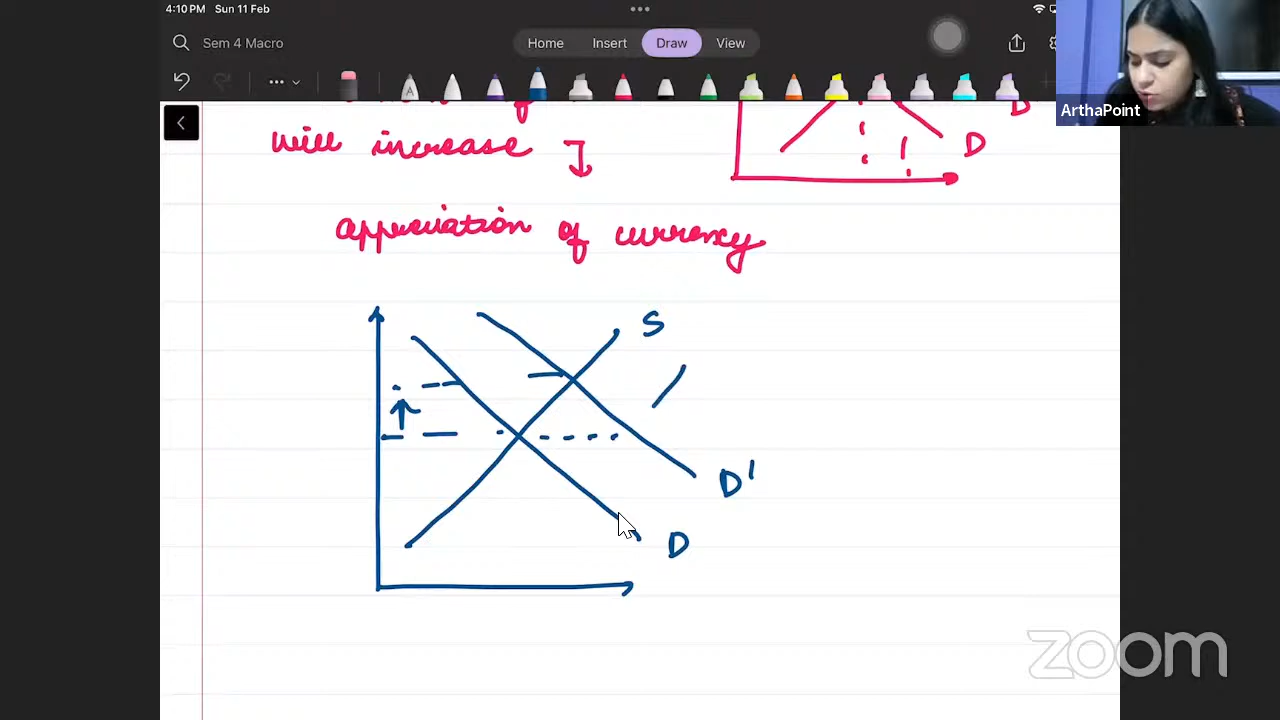 4:10 PM Sun 11 Feb
Sem 4 Macro
Home Insert Draw View
ArthaPoint
A
D
will increase
D
appreciation of currency
S
D'
D
zoom